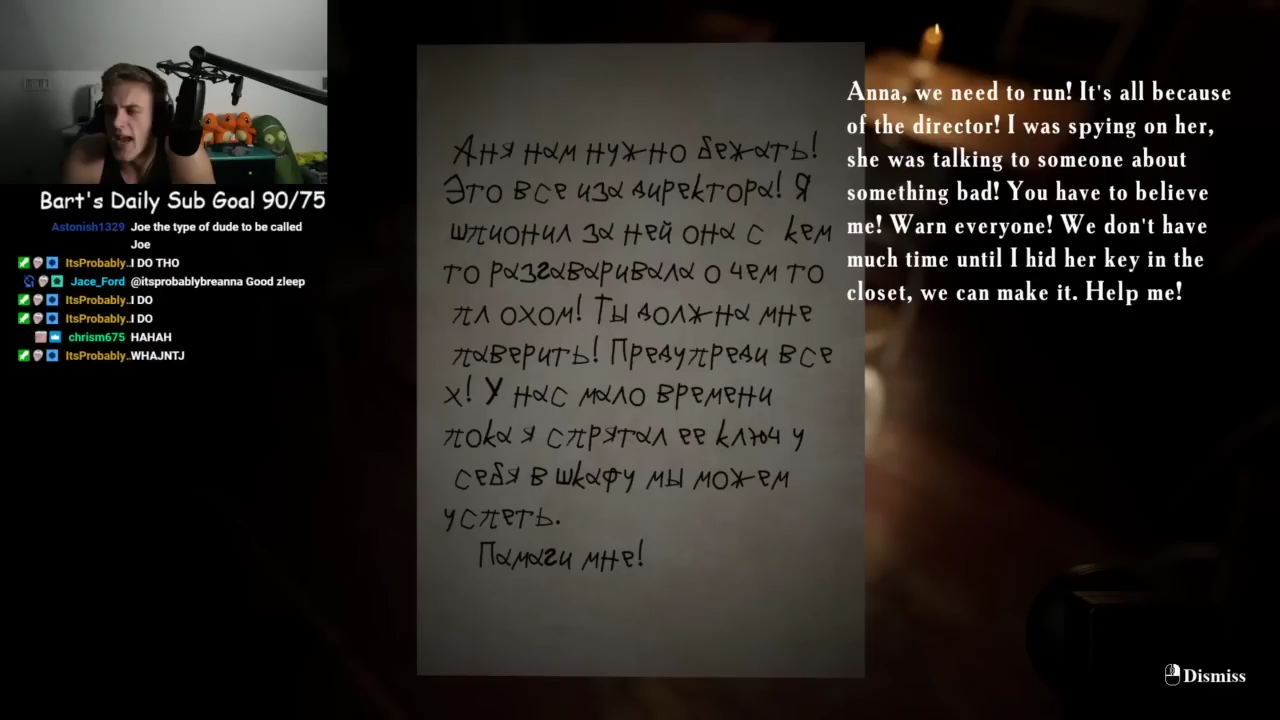 Bart's Daily Sub Goal 90/75
Astonish1329 Joe the type of dude to be called
Joe
ItsProbably.. I DO THO
Jace_Ford @itsprobablybreanna Good zleep
ItsProbably.. I DO
ItsProbably.. I DO
chrism675 HAHAH
ItsProbably.. WHAJNTJ
Аня нам нужно бежать!
Это все иза директора! Я
шпионил за ней она с кем
то разгаваривала о чем то
пл охом! Ты должна мне
паверить! Предупреди все
х! У нас мало времени
пока я спрятал ее ключ у
себя в шкафу мы можем
успеть.
Памаги мне!
Anna, we need to run! It's all because
of the director! I was spying on her,
she was talking to someone about
something bad! You have to believe
me! Warn everyone! We don't have
much time until I hid her key in the
closet, we can make it. Help me!
Dismiss